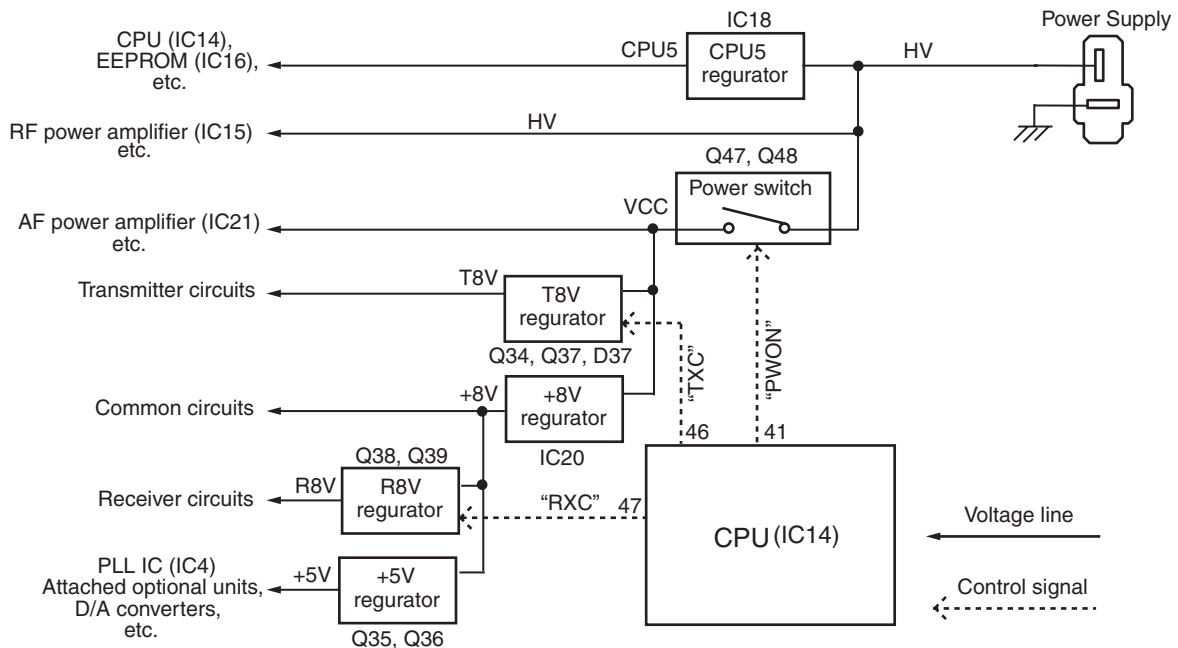 IC18
Power Supply
CPU (IC14),
EEPROM (IC16),
etc.
CPU5
CPU5
regurator
HV
RF power amplifier (IC15)
etc.
HV
Q47, Q48
Power switch
AF power amplifier (IC21)
etc.
VCC
Transmitter circuits
T8V
T8V
regurator
Q34, Q37, D37
"TXC"
"PWON"
Common circuits
+8V
+8V
regurator
IC20
46
41
Q38, Q39
Receiver circuits
R8V
R8V
regurator
"RXC"
47
CPU (IC14)
Voltage line
Control signal
PLL IC (IC4)
Attached optional units,
D/A converters,
etc.
+5V
+5V
regurator
Q35, Q36